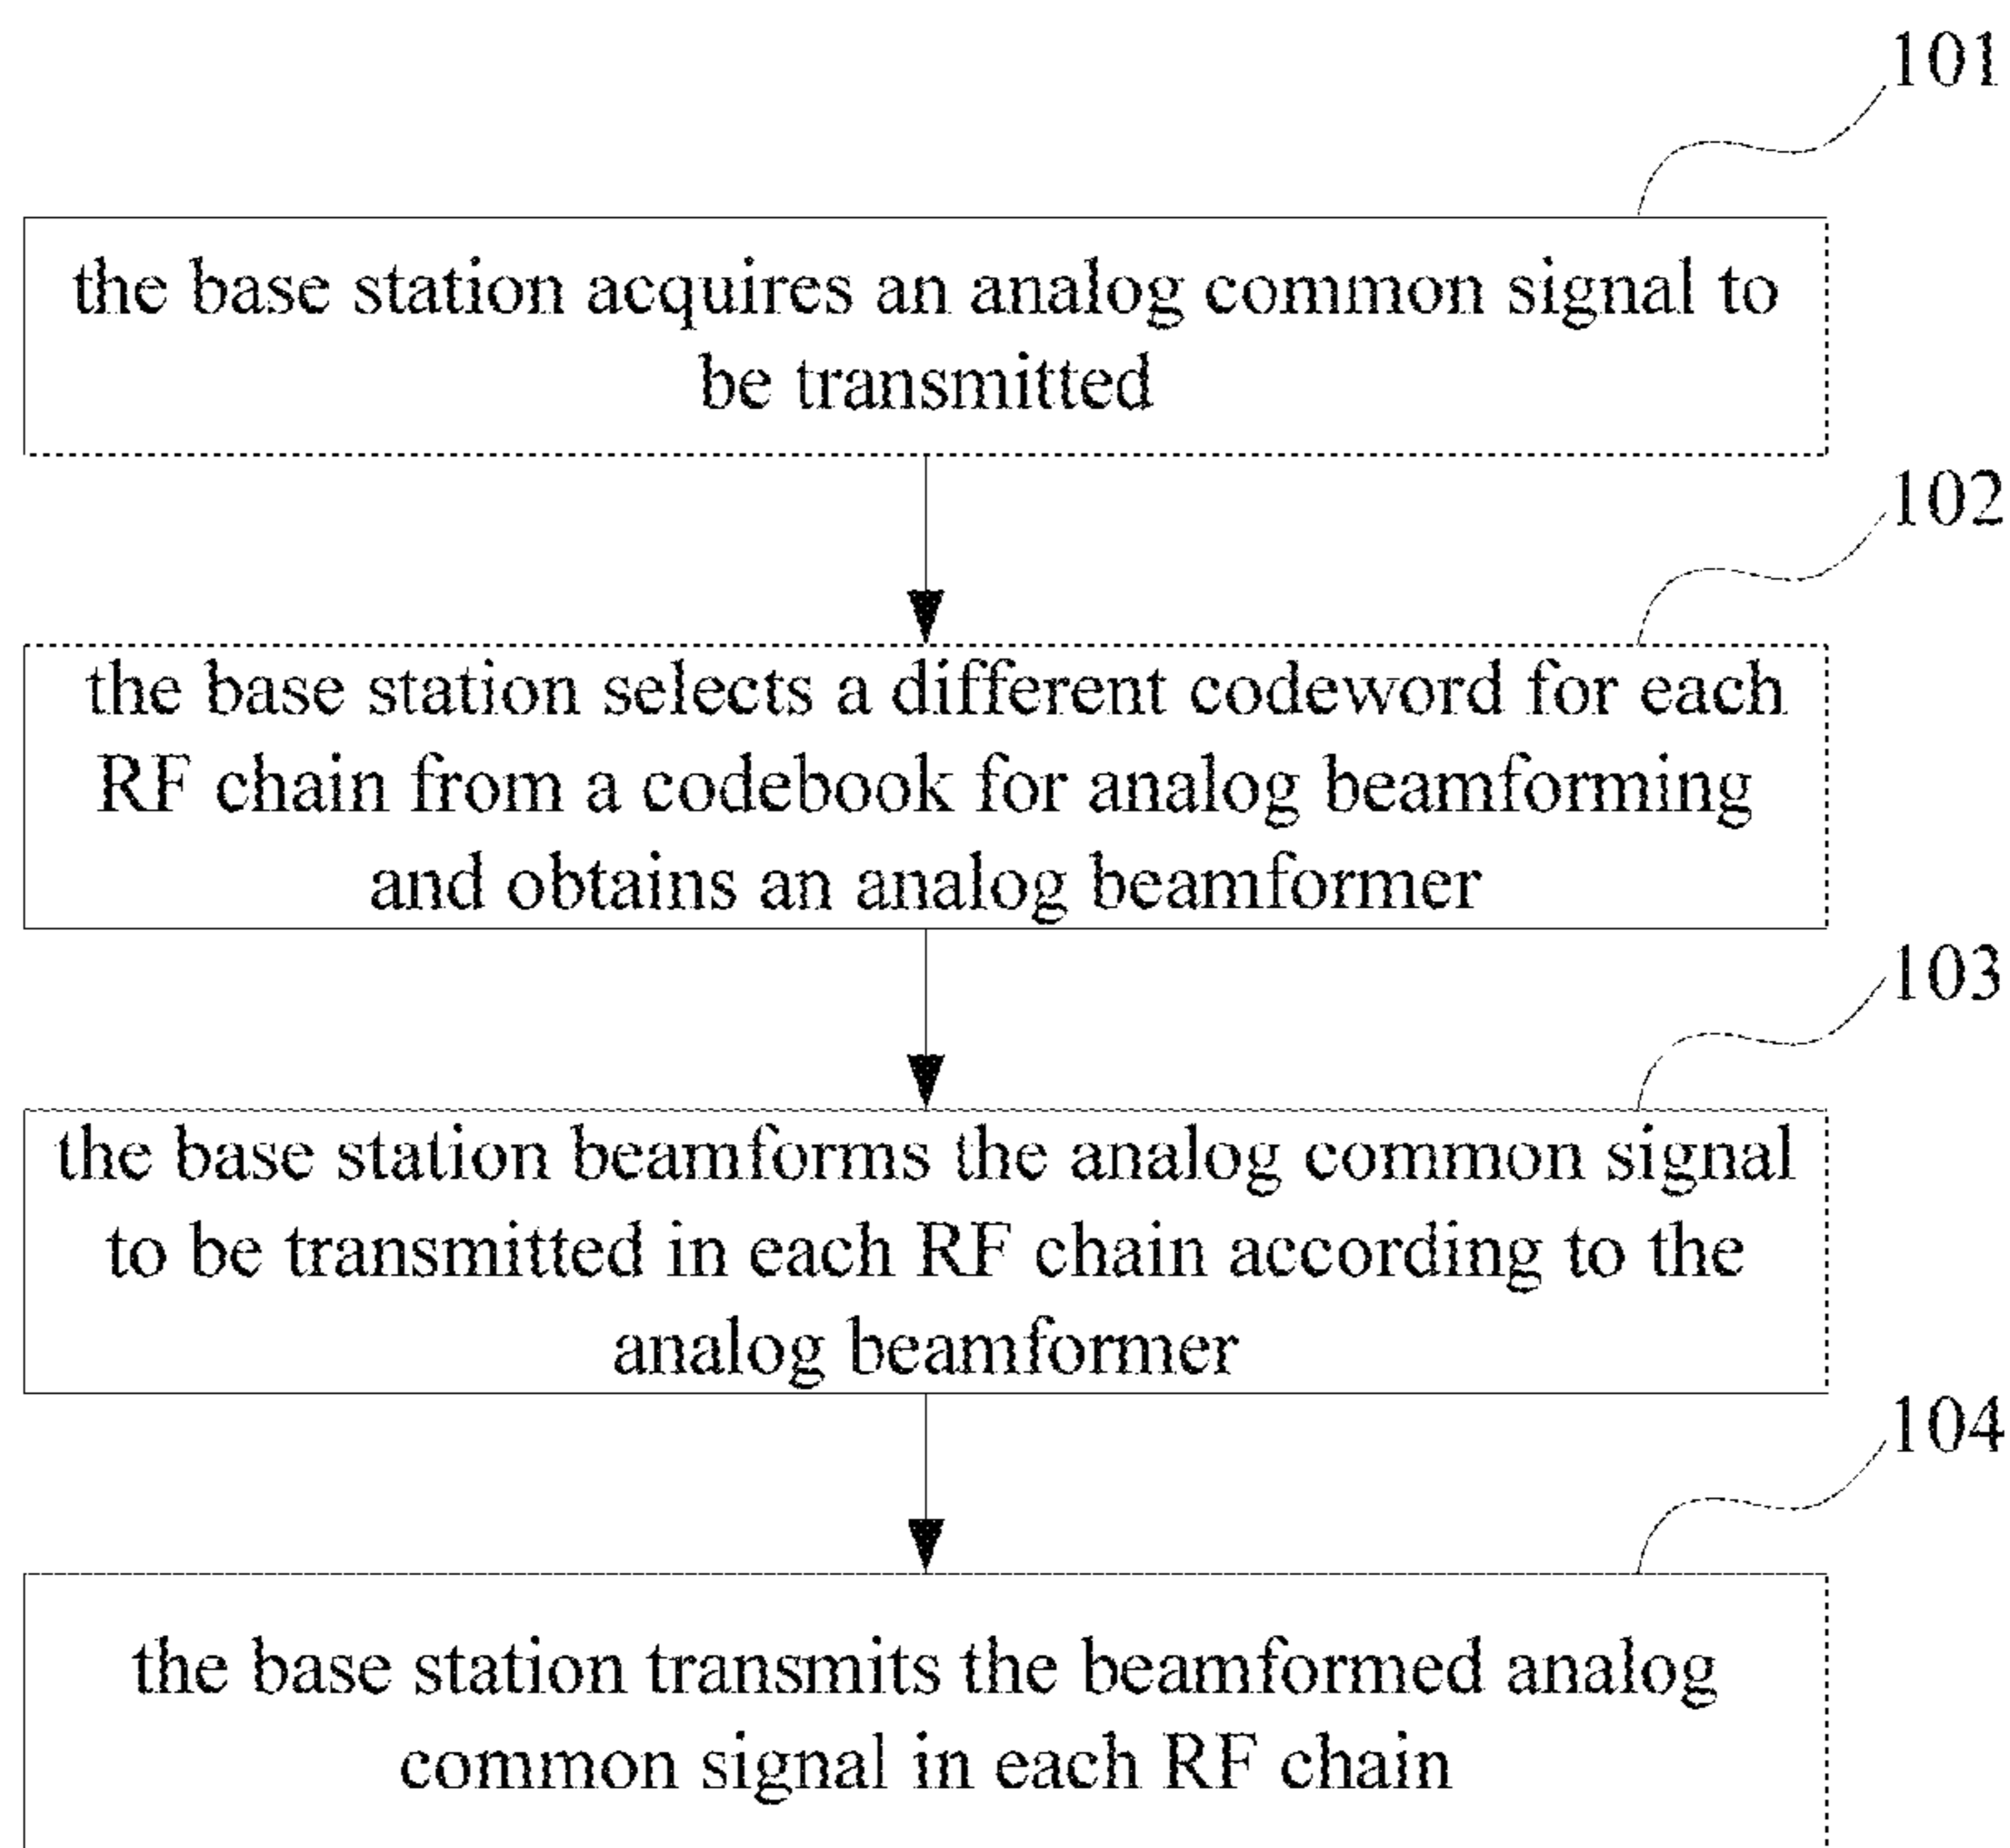 101
the base station acquires an analog common signal to
be transmitted
102
the base station selects a different codeword for each
RF chain from a codebook for analog beamforming
and obtains an analog beamformer
103
the base station beamforms the analog common signal
to be transmitted in each RF chain according to the
analog beamformer
104
the base station transmits the beamformed analog
common signal in each RF chain